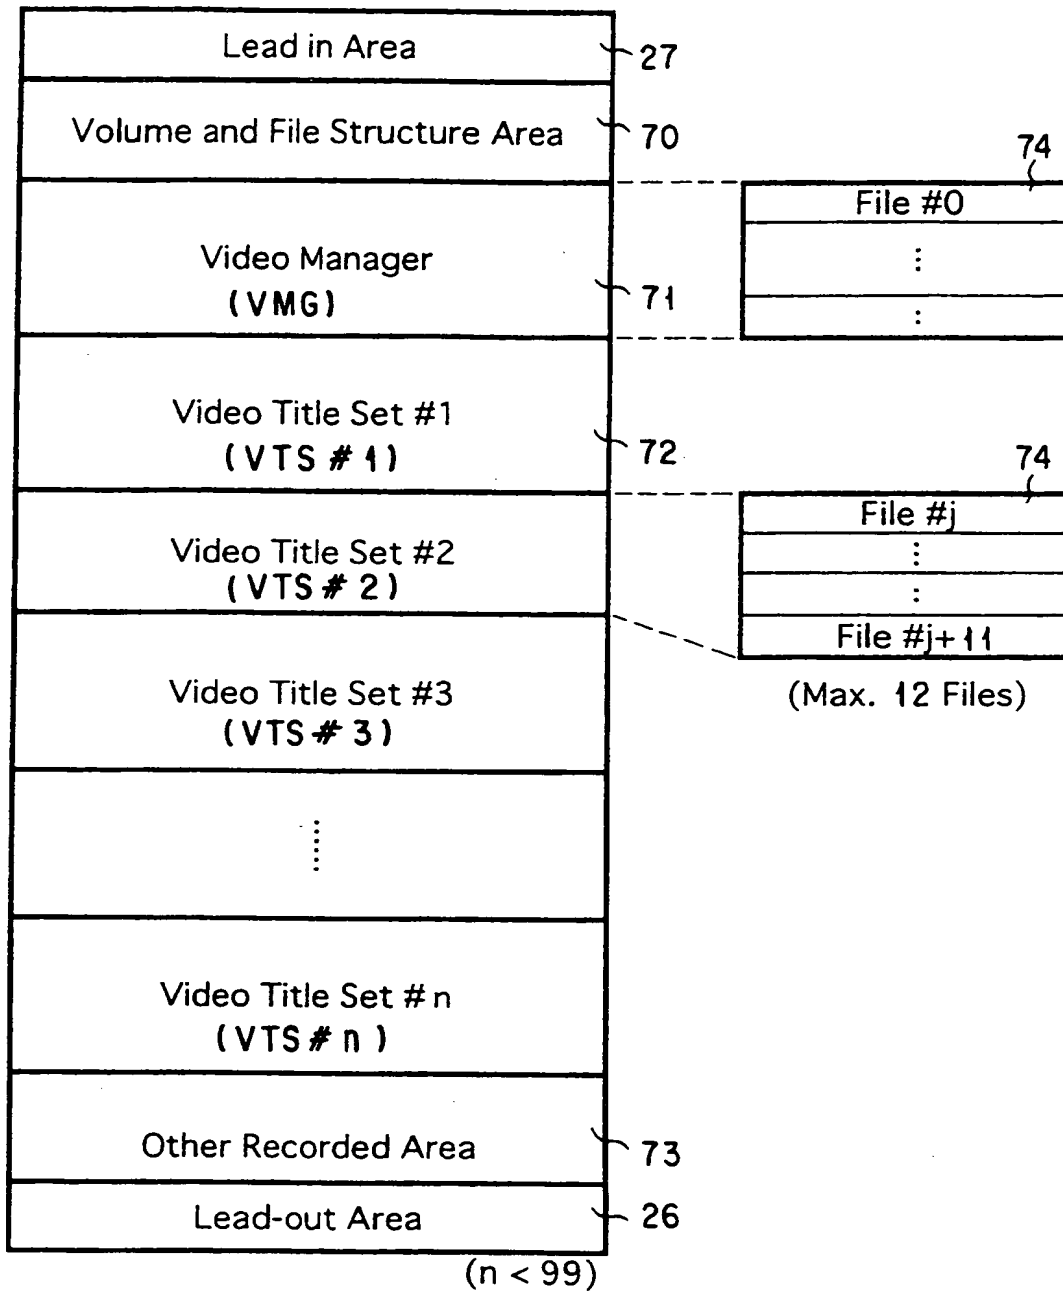 Lead in Area
27
Volume and File Structure Area
70
Video Manager
(VMG)
71
74
File #0
Video Title Set #1
(VTS #1)
72
Video Title Set #2
(VTS #2)
74
File #j
File #j+11
(Max. 12 Files)
Video Title Set #3
(VTS #3)
Video Title Set #n
(VTS #n)
Other Recorded Area
73
Lead-out Area
26
(n < 99)